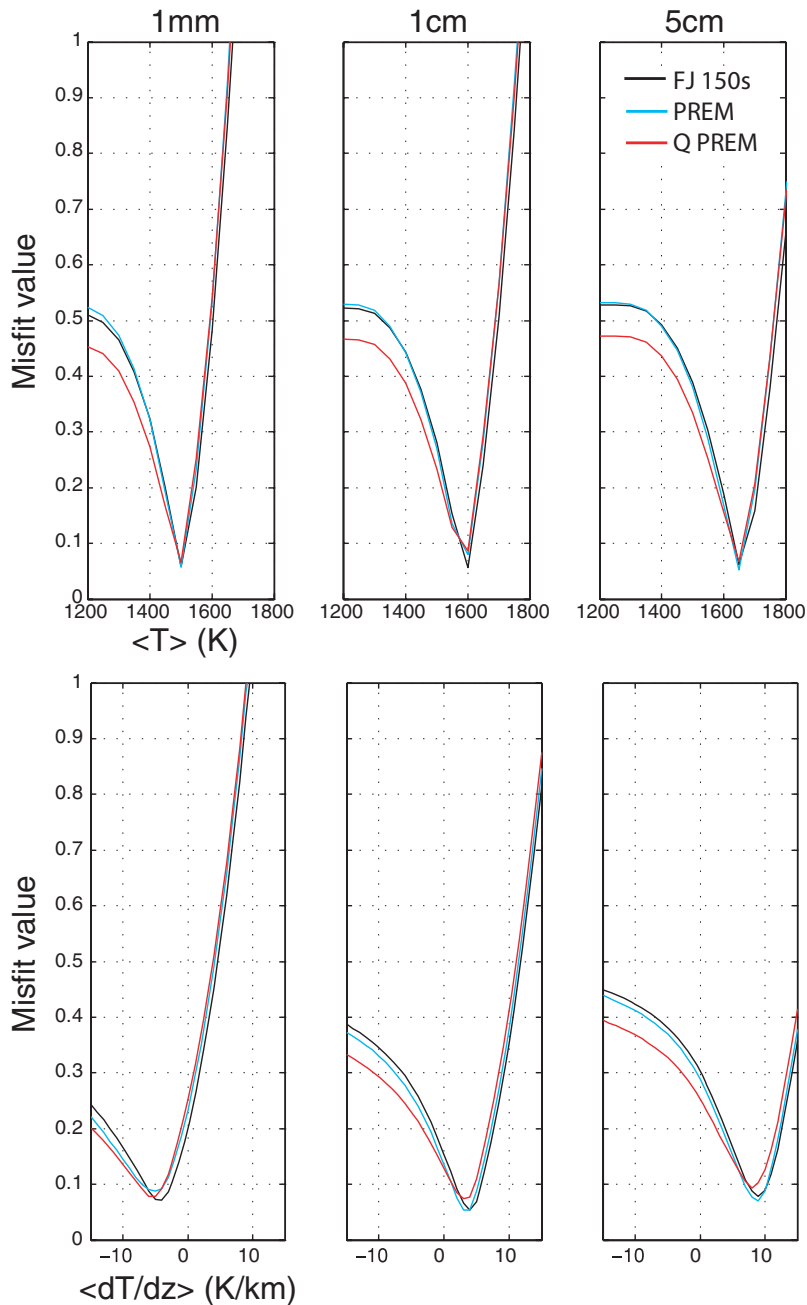 1mm 1cm 5cm
1
0.9
0.8
0.7
0.6
0.5
0.4
0.3
0.2
0.1
0
Misfit value
FJ 150s
PREM
Q PREM
1200 1400 1600 1800 1200 1400 1600 1800 1200 1400 1600 1800
<T> (K)
1
0.9
0.8
0.7
0.6
0.5
0.4
0.3
0.2
0.1
0
Misfit value
−10 0 10 −10 0 10 −10 0 10
<dT/dz> (K/km)